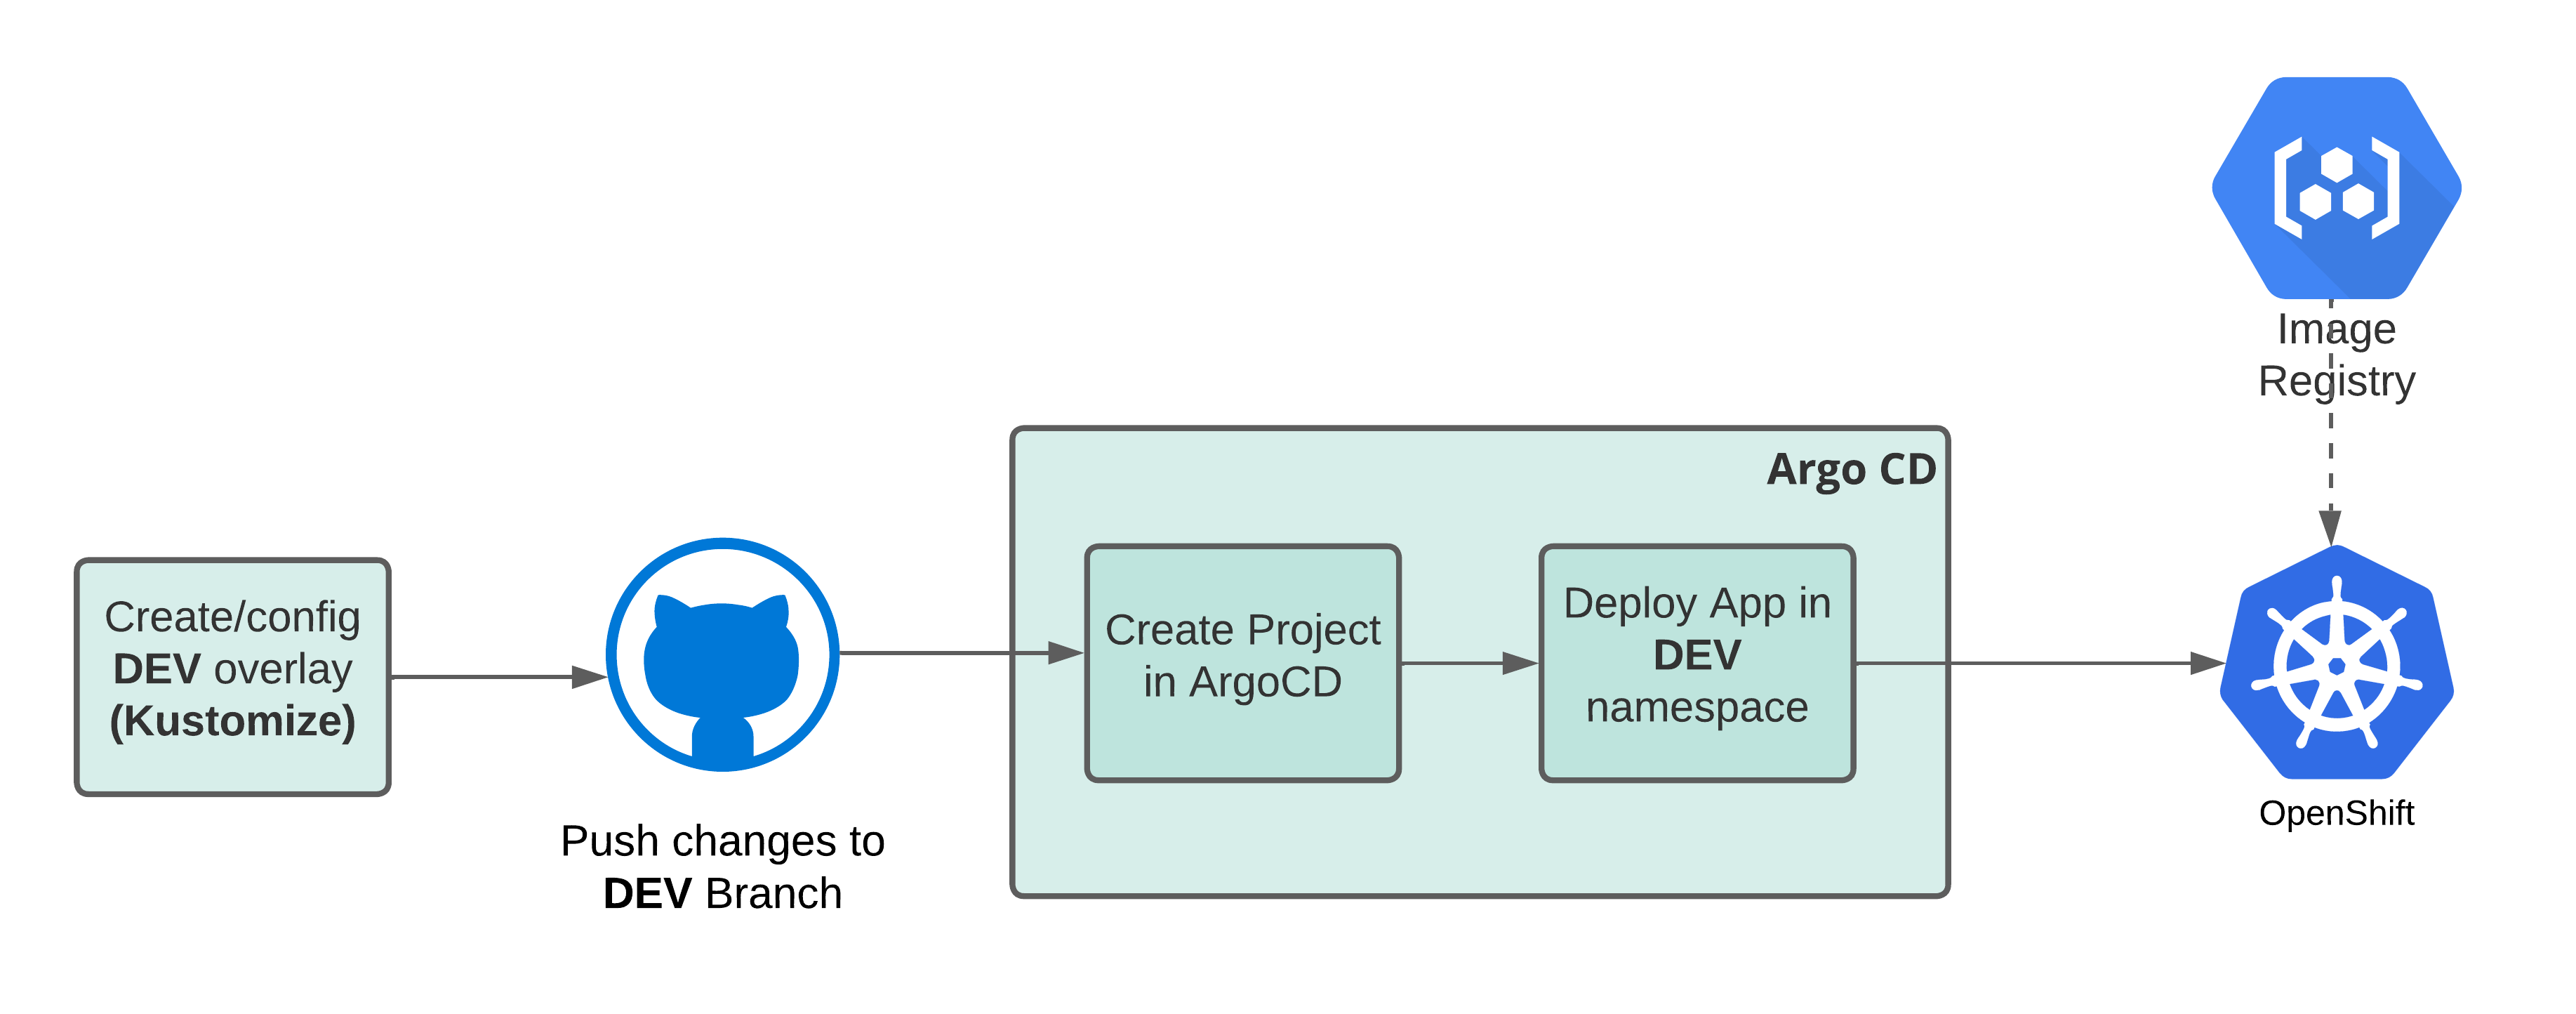 Image
Registry
Argo CD
Create/config
DEV overlay
(Kustomize)
Push changes to
DEV Branch
Create Project
in ArgoCD
Deploy App in
DEV
namespace
OpenShift